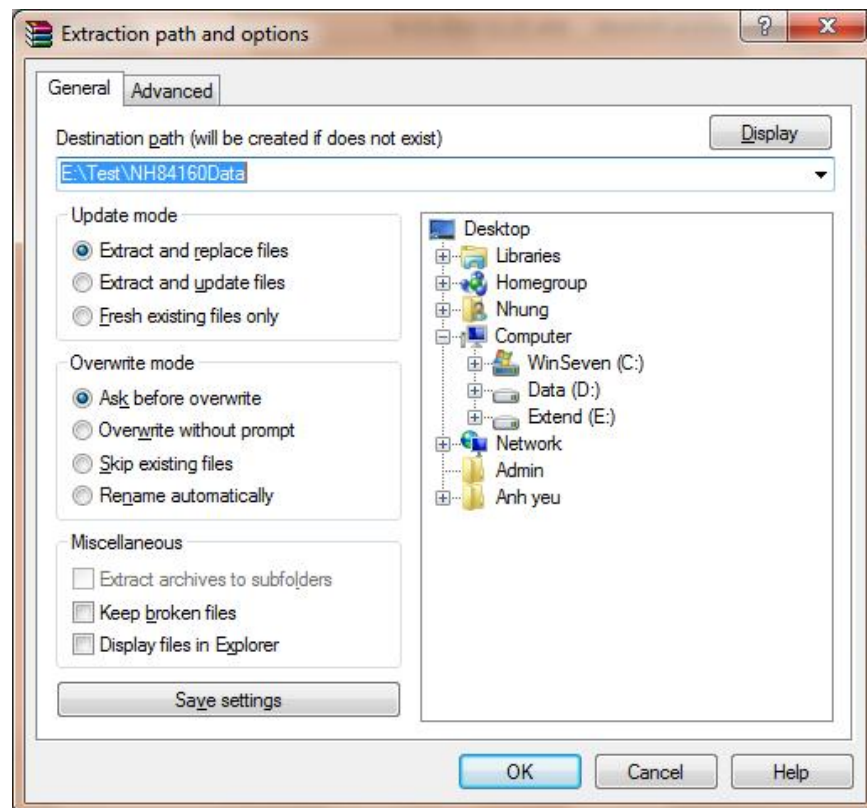 Extraction path and options
General
Advanced
Destination path (will be created if does not exist)
Display
E:\Test\NH84160Data
Update mode
Extract and replace files
Extract and update files
Fresh existing files only
Overwrite mode
Ask before overwrite
Overwrite without prompt
Skip existing files
Rename automatically
Miscellaneous
Extract archives to subfolders
Keep broken files
Display files in Explorer
Save settings
Desktop
Libraries
Homegroup
Nhung
Computer
WinSeven (C:)
Data (D:)
Extend (E:)
Network
Admin
Anh yeu
OK
Cancel
Help